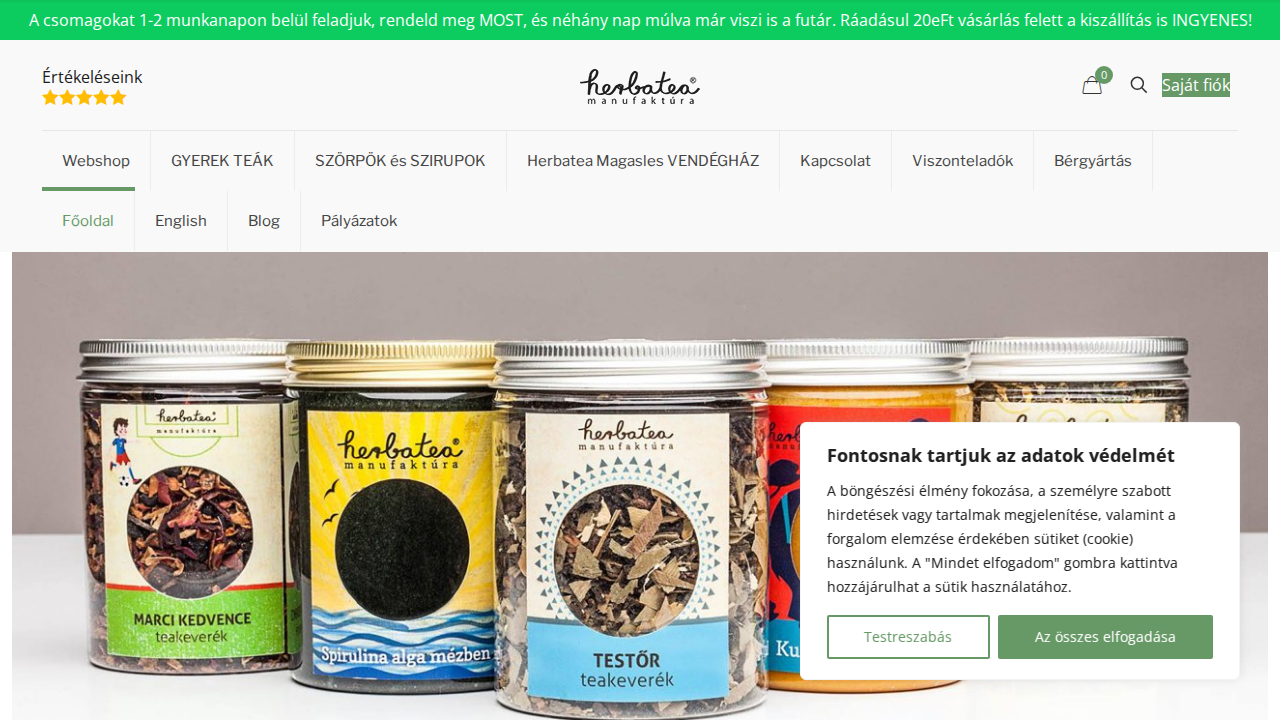 A csomagokat 1-2 munkanapon belül feladjuk, rendeld meg MOST, és néhány nap múlva már viszi is a futár. Ráadásul 20eFt vásárlás felett a kiszállítás is INGYENES!
Értékeléseink
herbatea®
manufaktúra
0
Saját fiók
Webshop
GYEREK TEÁK
SZÖRPÖK és SZIRUPOK
Herbatea Magasles VENDÉGHÁZ
Kapcsolat
Viszonteladók
Bérgyártás
Főoldal
English
Blog
Pályázatok
herbatea®
manufaktúra
MARCI KEDVENCE
teakeverék
herbatea®
manufaktúra
Spirulina alga mézben
herbatea®
manufaktúra
TESTŐR
teakeverék
Fontosnak tartjuk az adatok védelmét
A böngészési élmény fokozása, a személyre szabott
hirdetések vagy tartalmak megjelenítése, valamint a
forgalom elemzése érdekében sütiket (cookie)
használunk. A "Mindet elfogadom" gombra kattintva
hozzájárulhat a sütik használatához.
Testreszabás
Az összes elfogadása